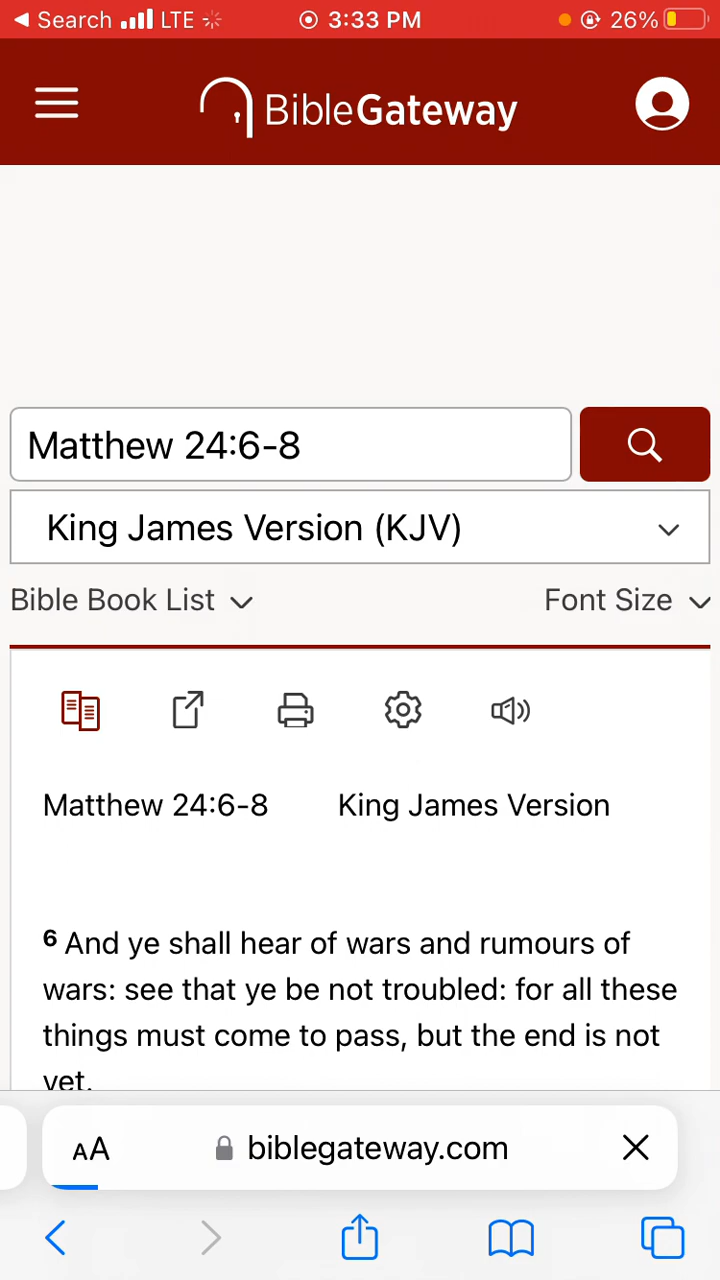 Search LTE 3:33 PM 26%
BibleGateway
Matthew 24:6-8
King James Version (KJV)
Bible Book List Font Size
Matthew 24:6-8 King James Version
6 And ye shall hear of wars and rumours of
wars: see that ye be not troubled: for all these
things must come to pass, but the end is not
yet.
AA biblegateway.com